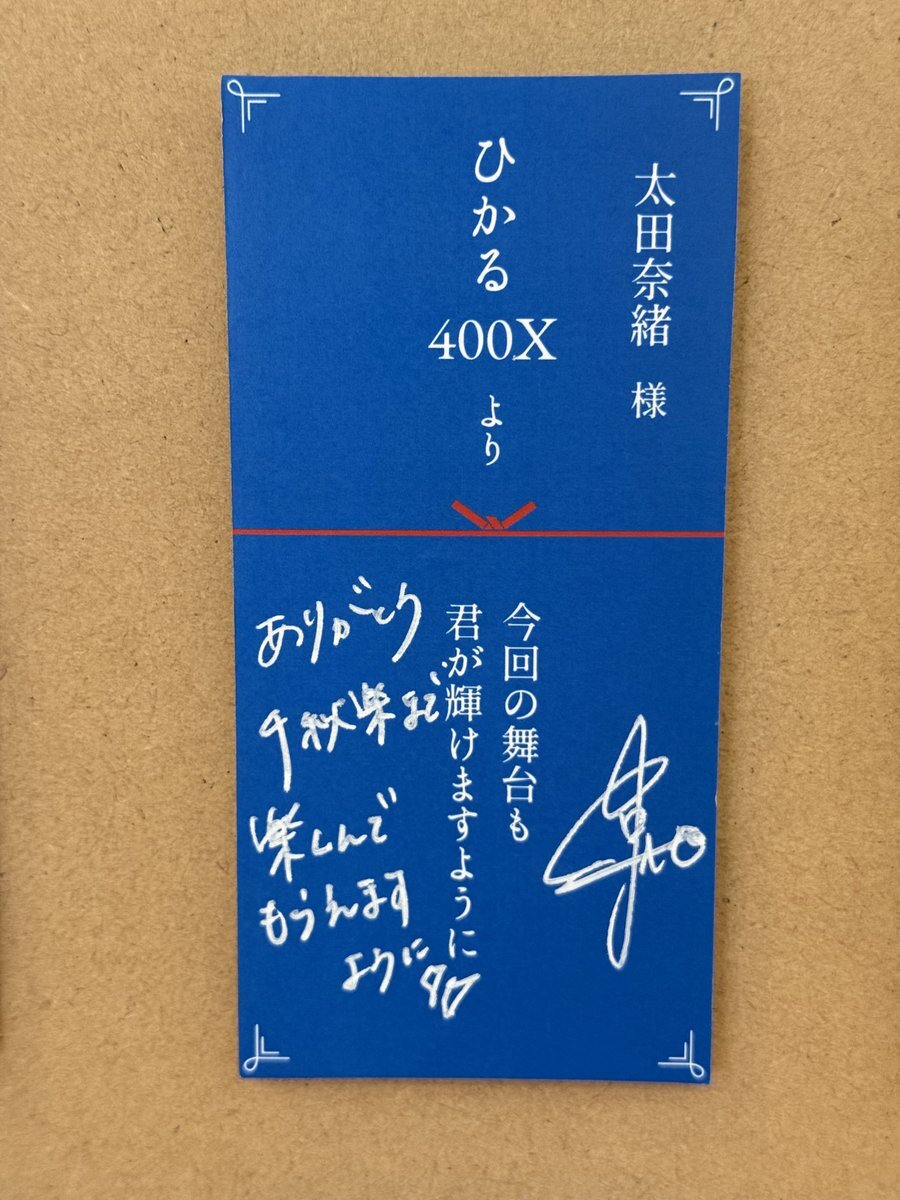 太田奈緒 様
ひかる
400X
より
今回の舞台も
君が輝けますように
ありがとう
千秋楽まで
楽しんで
もらえます
ように